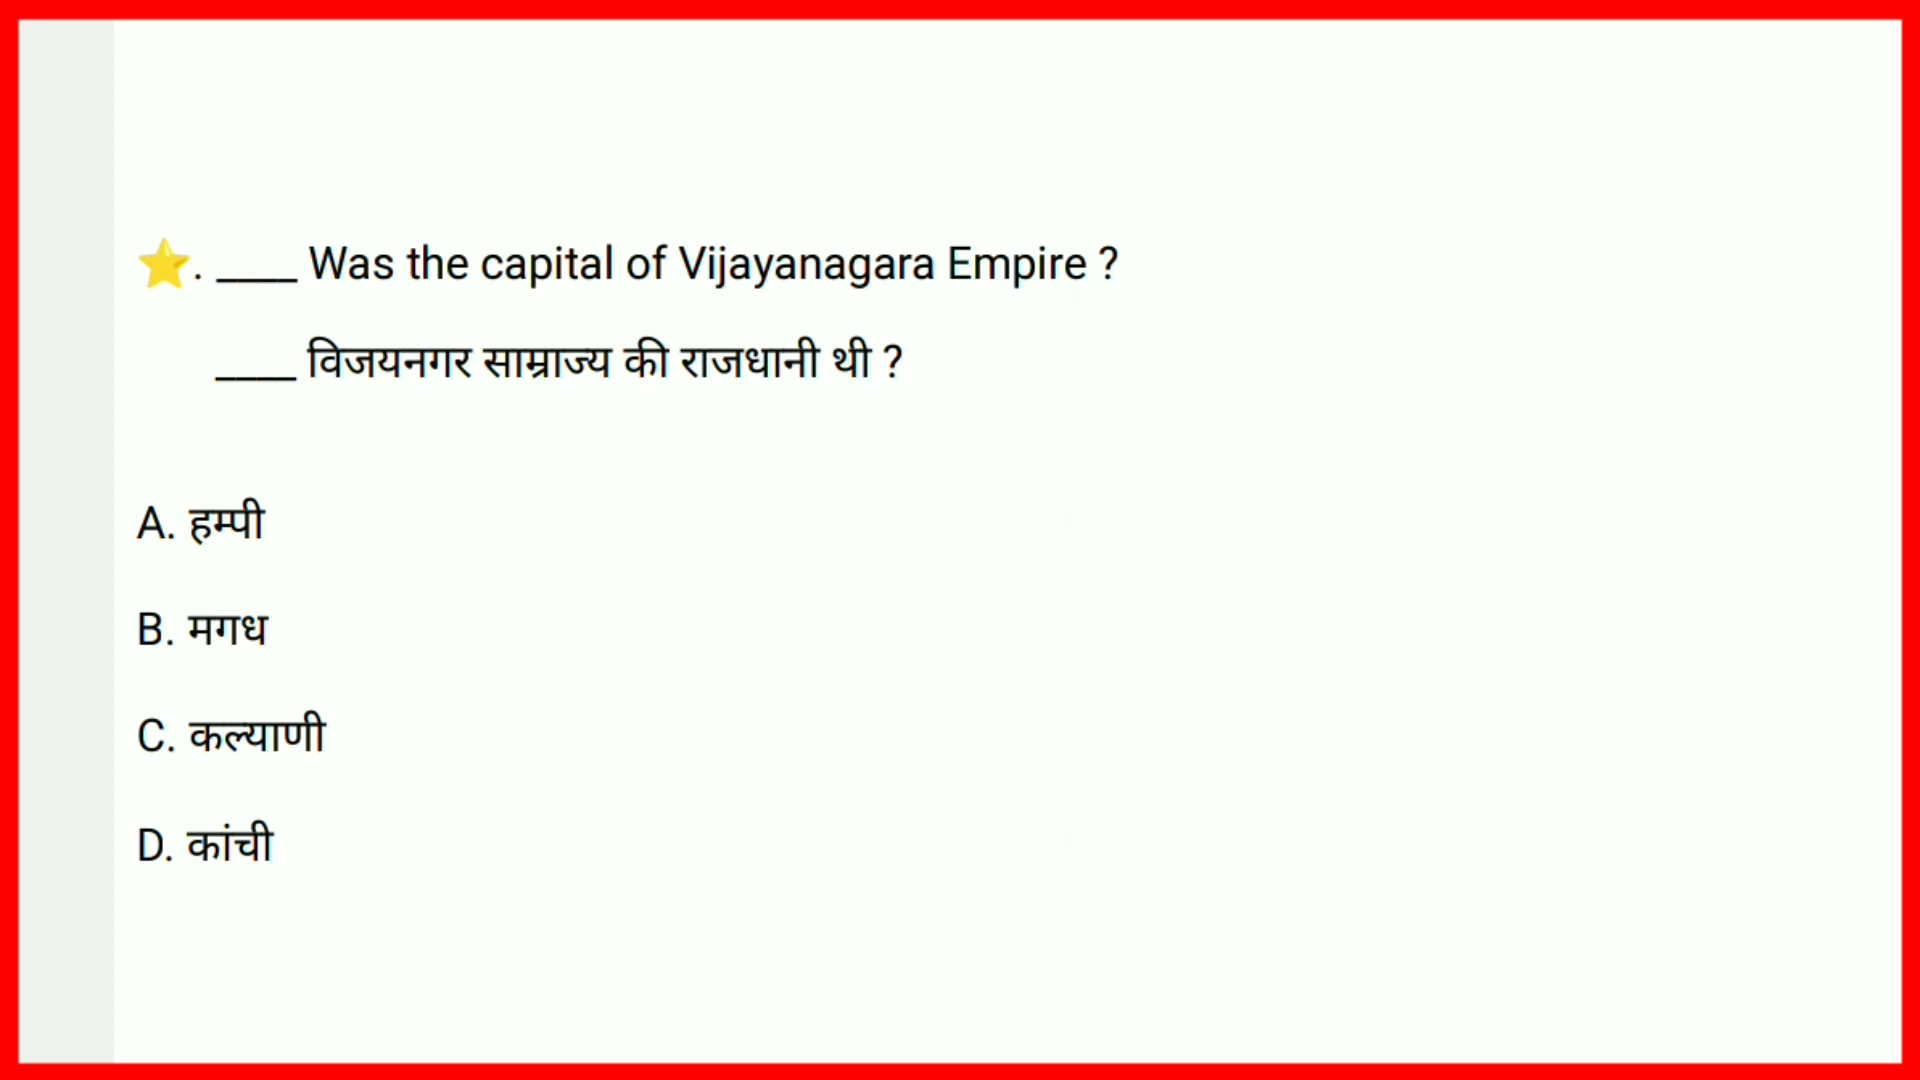 ⭐. ____ Was the capital of Vijayanagara Empire ?
____ विजयनगर साम्राज्य की राजधानी थी ?
A. हम्पी
B. मगध
C. कल्याणी
D. कांची